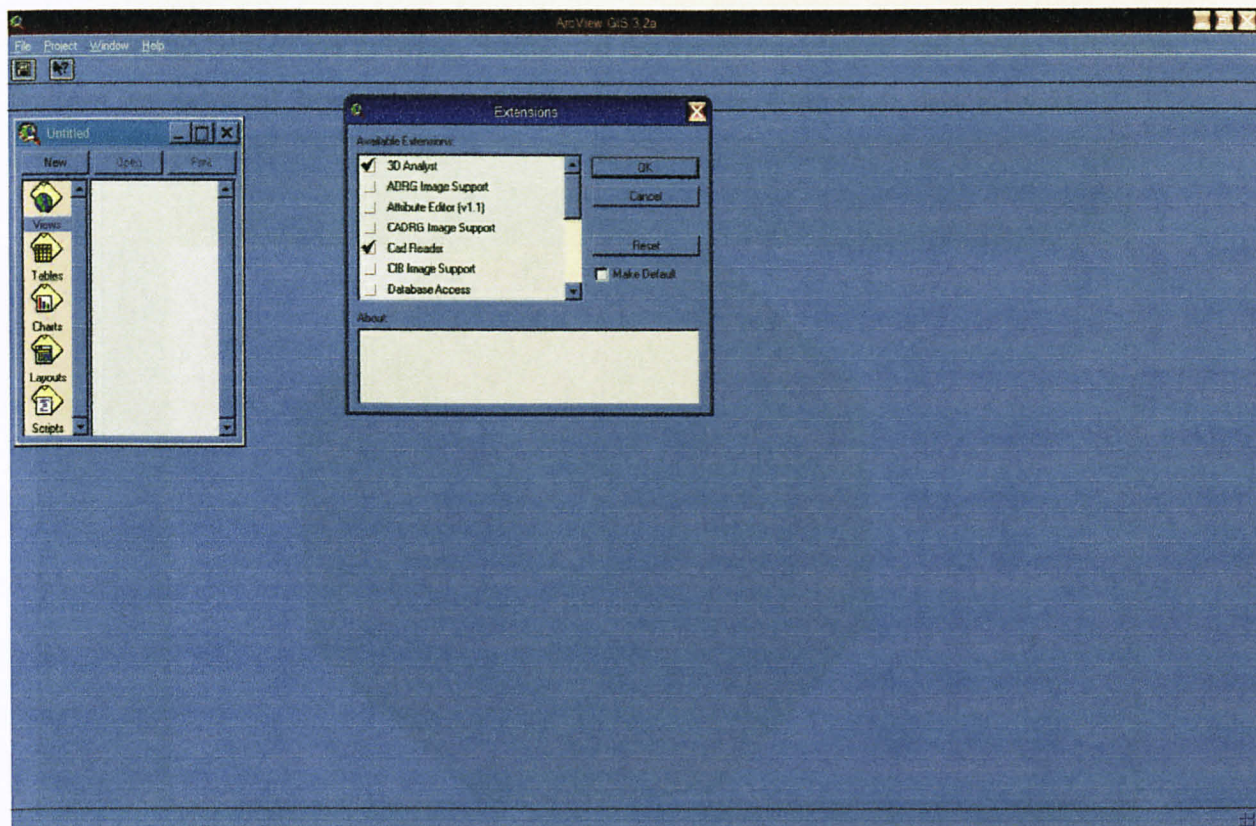 ArcView GIS 3.2a
File Project Window Help
Untitled
New Open Print
Views
Tables
Charts
Layouts
Scripts
Extensions
Available Extensions:
3D Analyst
ADRG Image Support
Attribute Editor (v1.1)
CADRG Image Support
Cad Reader
CIB Image Support
Database Access
OK
Cancel
Reset
Make Default
About: